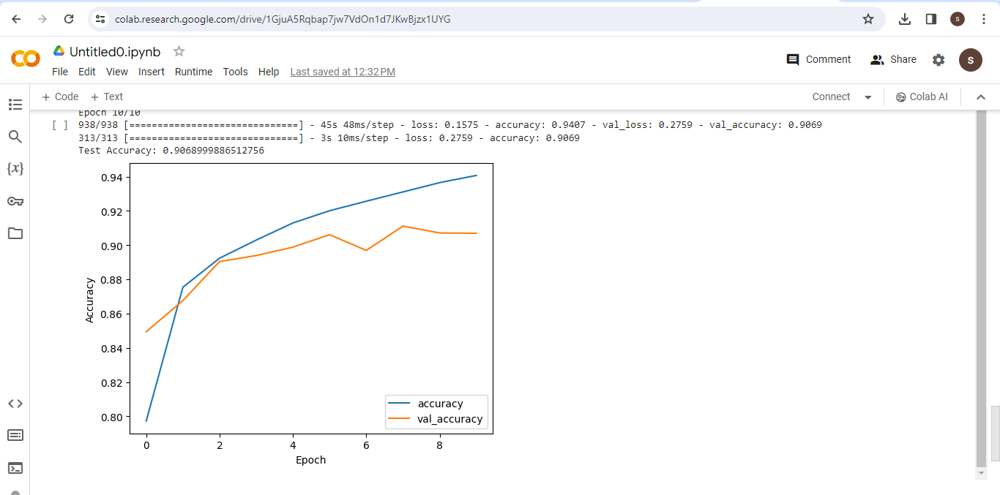 colab.research.google.com/drive/1GjuA5Rqbap7jw7VdOn1d7JKwBjzx1UYG
S
Untitled0.ipynb
Comment
Share
S
File Edit View Insert Runtime Tools Help Last saved at 12:32 PM
+ Code + Text
Connect
Colab AI
{x}
Epoch 10/10
[ ] 938/938 [==============================] - 45s 48ms/step - loss: 0.1575 - accuracy: 0.9407 - val_loss: 0.2759 - val_accuracy: 0.9069
313/313 [==============================] - 3s 10ms/step - loss: 0.2759 - accuracy: 0.9069
Test Accuracy: 0.9068999886512756
0.94
0.92
0.90
0.88
0.86
0.84
0.82
0.80
Accuracy
accuracy
val_accuracy
0 2 4 6 8
Epoch